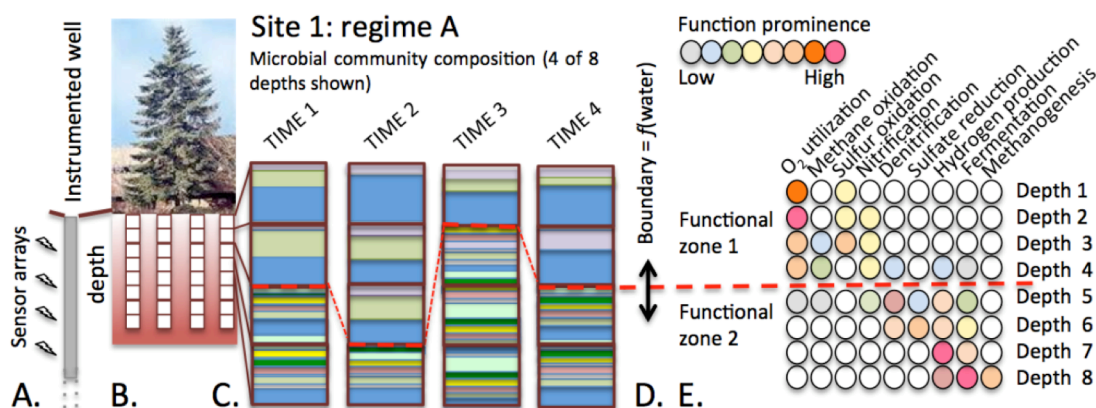 Site 1: regime A
Microbial community composition (4 of 8
depths shown)
TIME 1
TIME 2
TIME 3
TIME 4
Instrumented well
Sensor arrays
depth
Boundary = ƒ(water)
Function prominence
Low
High
O₂ utilization
Methane oxidation
Sulfur oxidation
Nitrification
Denitrification
Sulfate reduction
Hydrogen production
Fermentation
Methanogenesis
Functional
zone 1
Functional
zone 2
Depth 1
Depth 2
Depth 3
Depth 4
Depth 5
Depth 6
Depth 7
Depth 8
A.
B.
C.
D.
E.